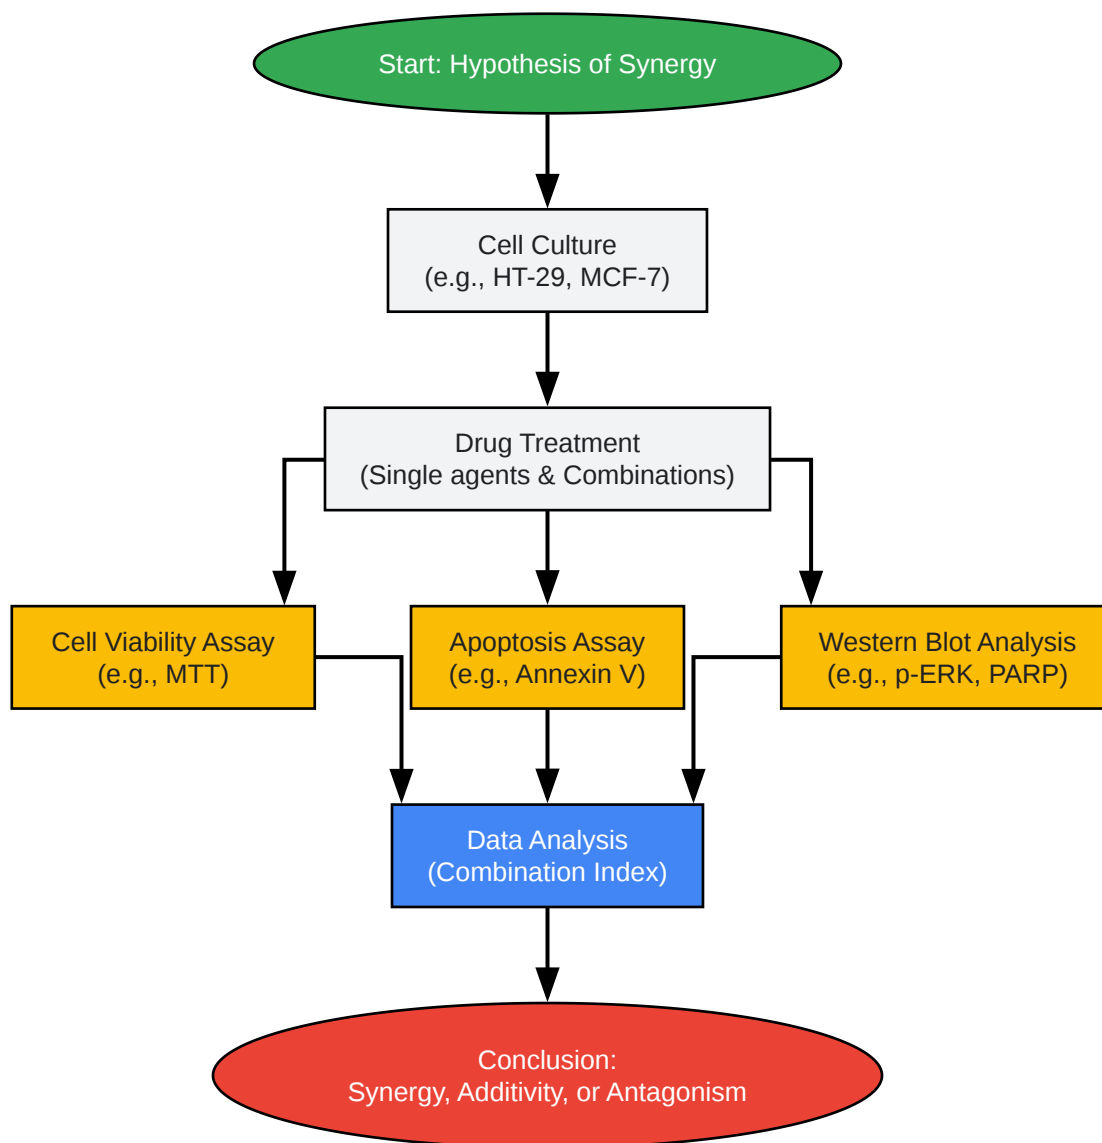 Start: Hypothesis of Synergy
Cell Culture
(e.g., HT-29, MCF-7)
Drug Treatment
(Single agents & Combinations)
Cell Viability Assay
(e.g., MTT)
Apoptosis Assay
(e.g., Annexin V)
Western Blot Analysis
(e.g., p-ERK, PARP)
Data Analysis
(Combination Index)
Conclusion:
Synergy, Additivity, or Antagonism